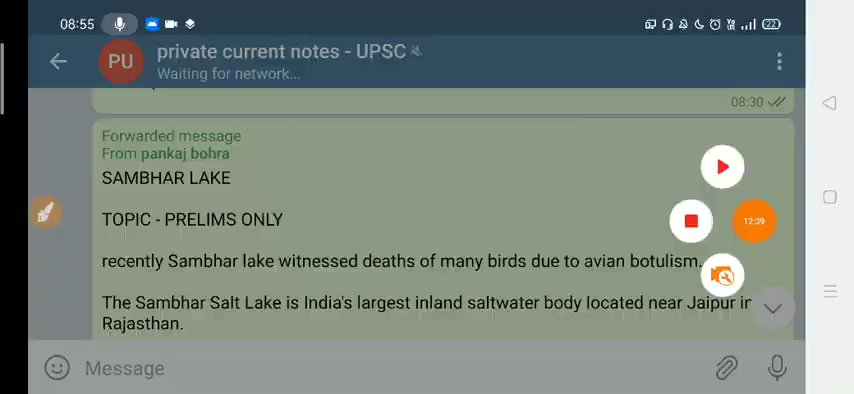 08:55
22
PU
private current notes - UPSC
Waiting for network...
08:30
Forwarded message
From pankaj bohra
SAMBHAR LAKE
TOPIC - PRELIMS ONLY
12:39
recently Sambhar lake witnessed deaths of many birds due to avian botulism.
The Sambhar Salt Lake is India's largest inland saltwater body located near Jaipur in
Rajasthan.
Message